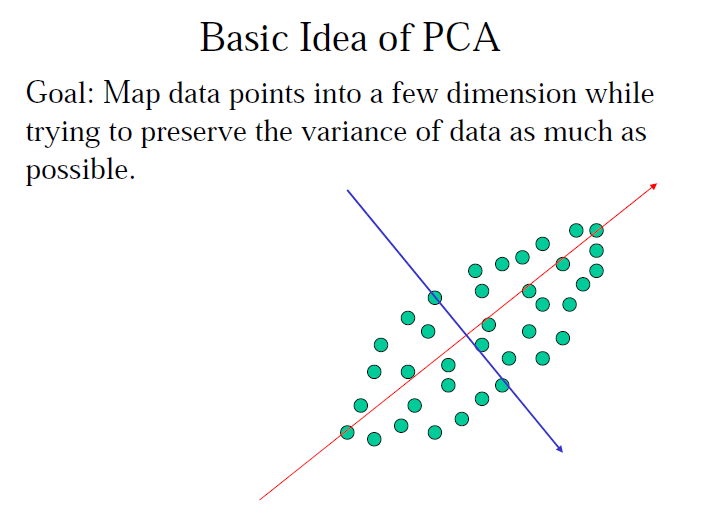 Basic Idea of PCA
Goal: Map data points into a few dimension while
trying to preserve the variance of data as much as
possible.